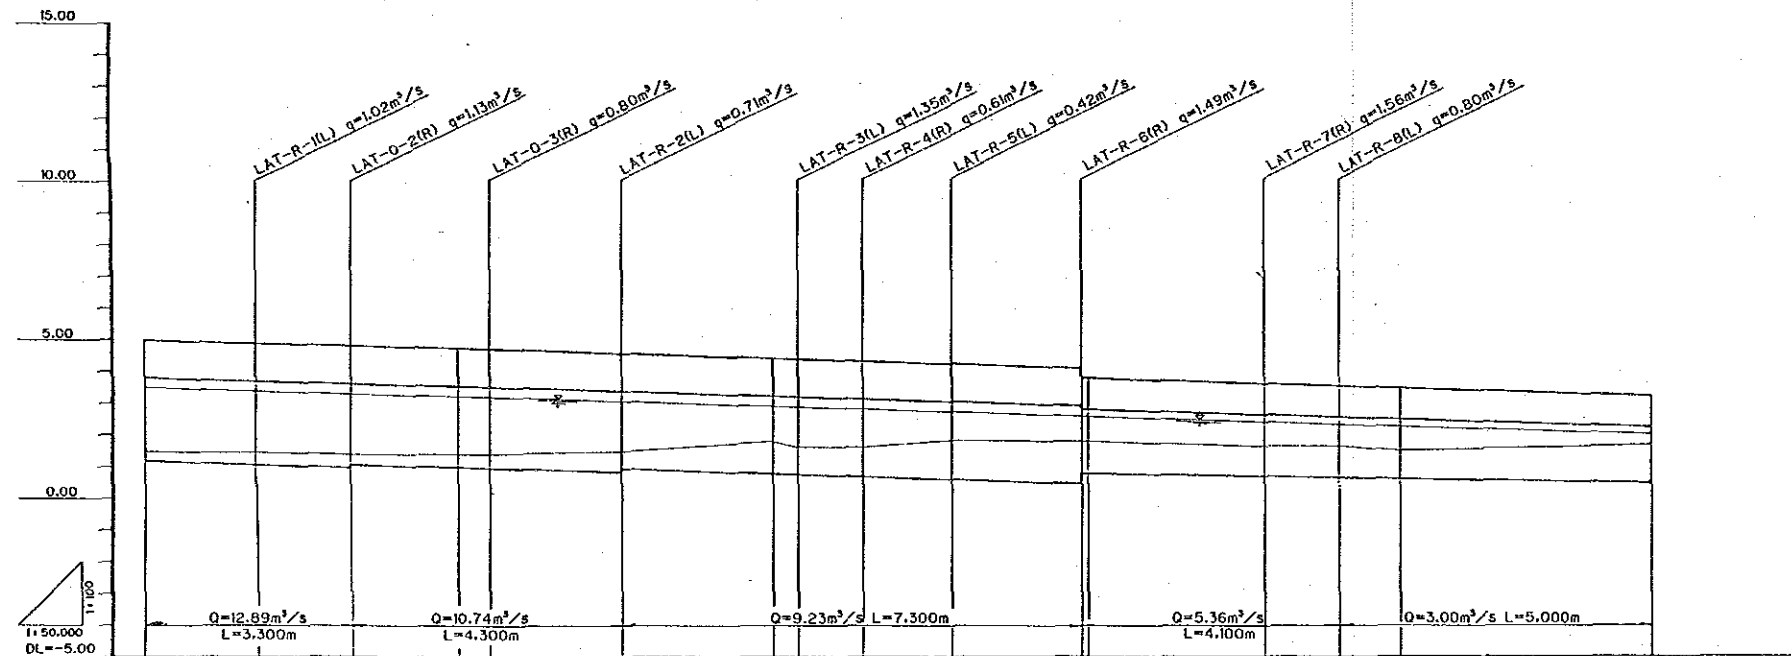 15.00
10.00
5.00
0.00
LAT-R-1(L) q=1.02m³/s
LAT-O-2(R) q=1.13m³/s
LAT-O-3(R) q=0.80m³/s
LAT-R-2(L) q=0.71m³/s
LAT-R-3(L) q=1.35m³/s
LAT-R-4(R) q=0.61m³/s
LAT-R-5(L) q=0.42m³/s
LAT-R-6(R) q=1.49m³/s
LAT-R-7(R) q=1.56m³/s
LAT-R-8(L) q=0.80m³/s
1:100
1:50.000
DL=-5.00
Q=12.89m³/s
L=3.300m
Q=10.74m³/s
L=4.300m
Q=9.23m³/s L=7.300m
Q=5.36m³/s
L=4.100m
Q=3.00m³/s L=5.000m